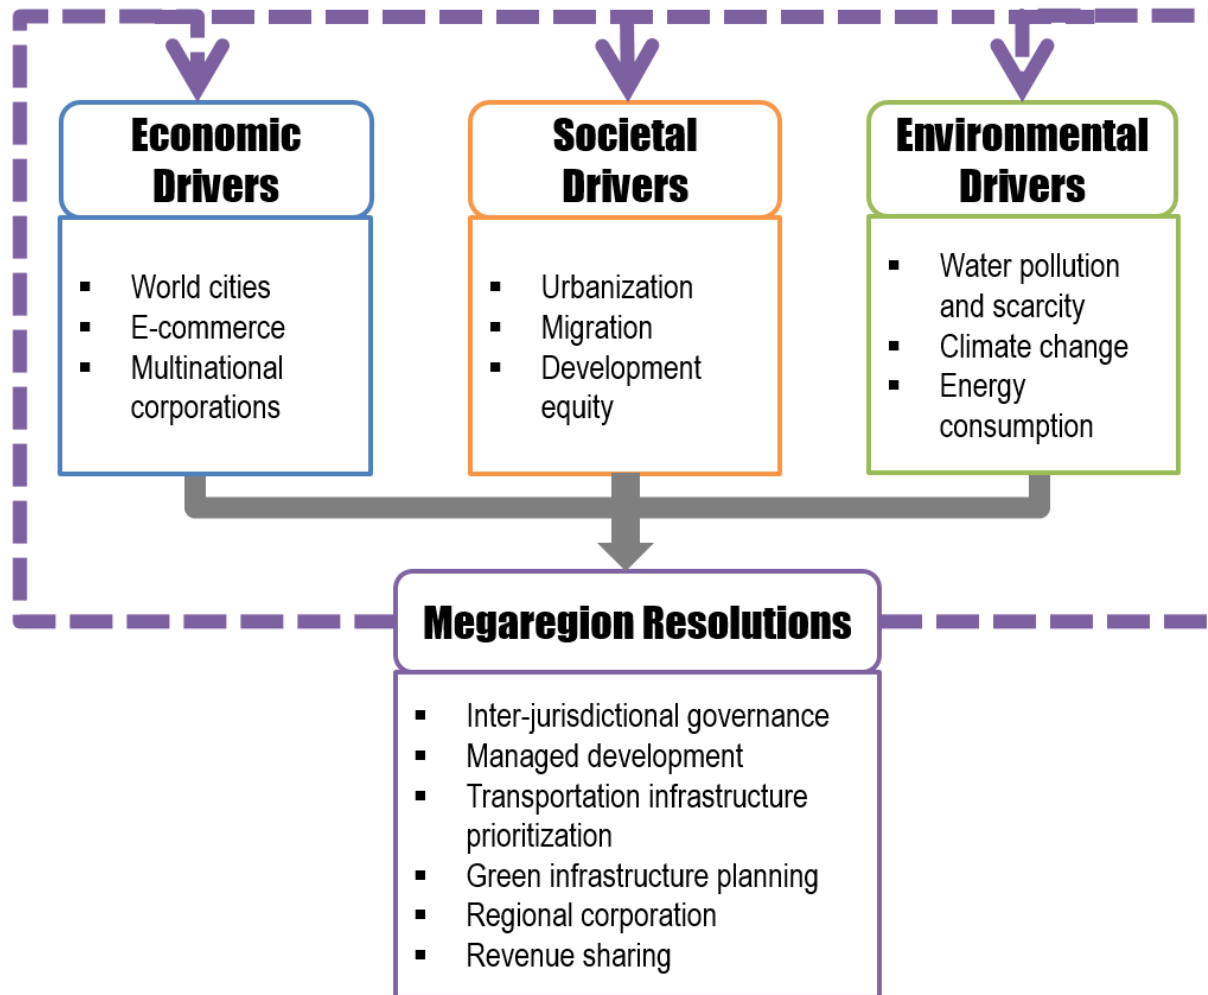 Economic
Drivers
World cities
E-commerce
Multinational
corporations
Societal
Drivers
Urbanization
Migration
Development
equity
Environmental
Drivers
Water pollution
and scarcity
Climate change
Energy
consumption
Megaregion Resolutions
Inter-jurisdictional governance
Managed development
Transportation infrastructure
prioritization
Green infrastructure planning
Regional corporation
Revenue sharing